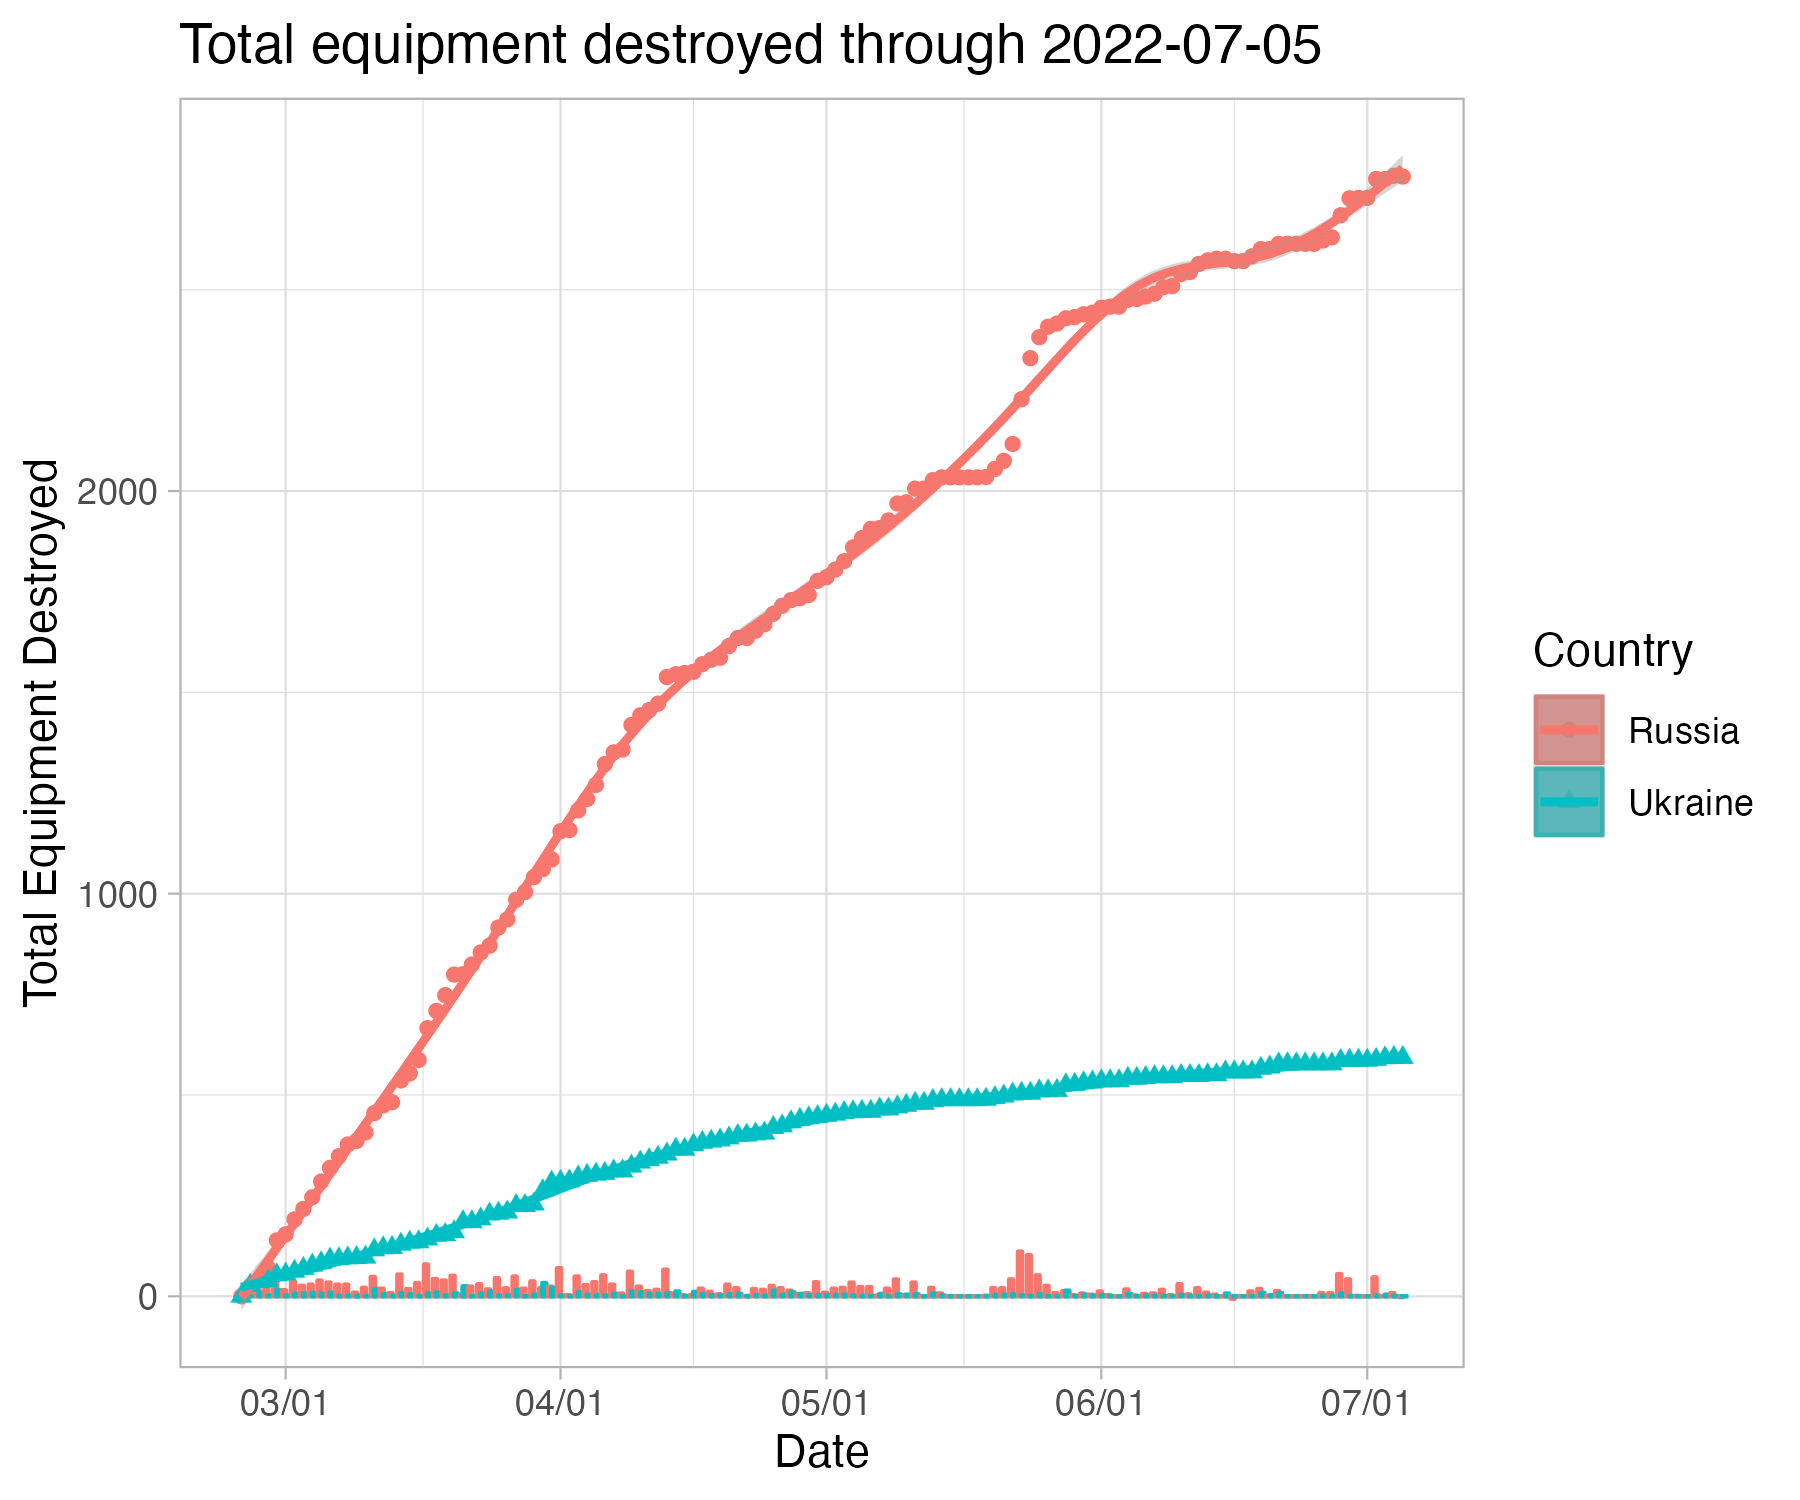 Total equipment destroyed through 2022-07-05
Total Equipment Destroyed
2000
1000
0
03/01
04/01
05/01
06/01
07/01
Date
Country
Russia
Ukraine